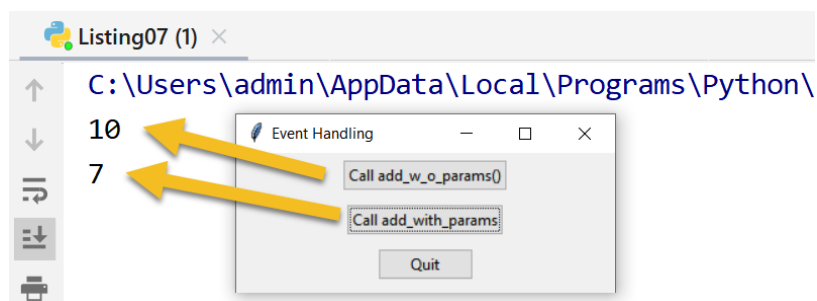 Listing07 (1)
C:\Users\admin\AppData\Local\Programs\Python\
10
7
Event Handling
Call add_w_o_params()
Call add_with_params
Quit